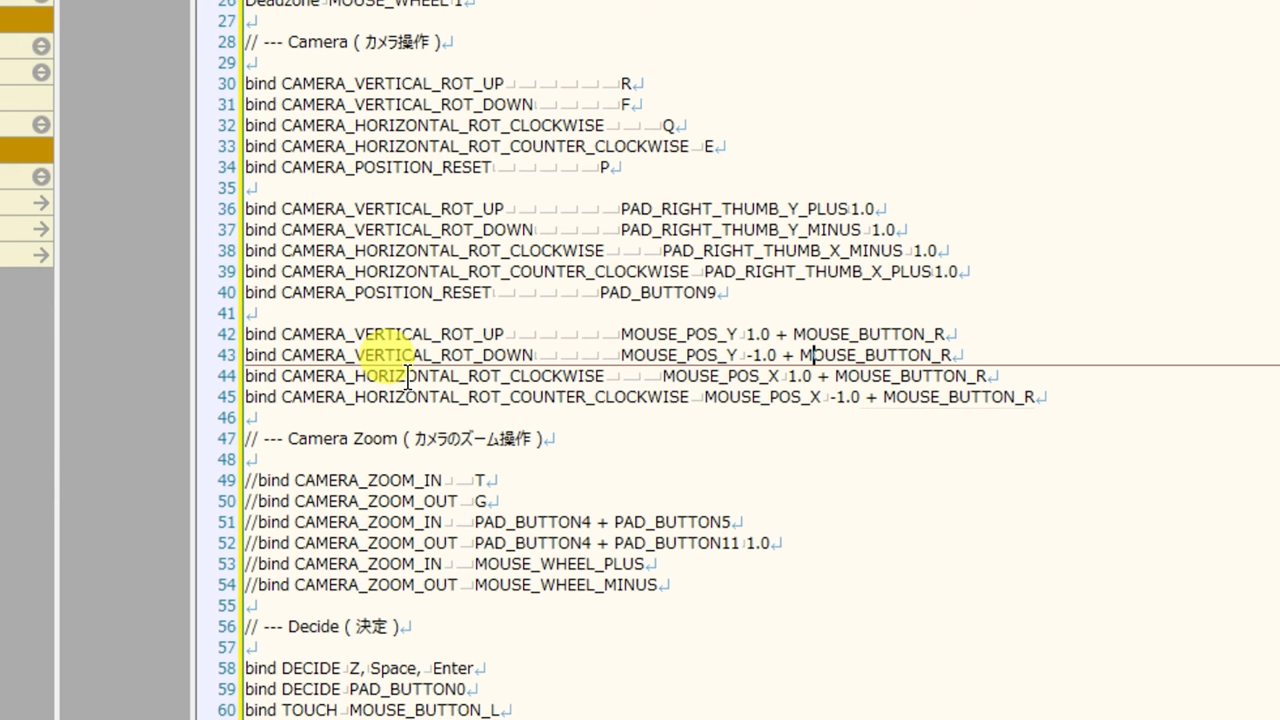 26 Deadzone MOUSE_WHEEL 1
27
28 // --- Camera ( カメラ操作 )
29
30 bind CAMERA_VERTICAL_ROT_UP R
31 bind CAMERA_VERTICAL_ROT_DOWN F
32 bind CAMERA_HORIZONTAL_ROT_CLOCKWISE Q
33 bind CAMERA_HORIZONTAL_ROT_COUNTER_CLOCKWISE E
34 bind CAMERA_POSITION_RESET P
35
36 bind CAMERA_VERTICAL_ROT_UP PAD_RIGHT_THUMB_Y_PLUS 1.0
37 bind CAMERA_VERTICAL_ROT_DOWN PAD_RIGHT_THUMB_Y_MINUS 1.0
38 bind CAMERA_HORIZONTAL_ROT_CLOCKWISE PAD_RIGHT_THUMB_X_MINUS 1.0
39 bind CAMERA_HORIZONTAL_ROT_COUNTER_CLOCKWISE PAD_RIGHT_THUMB_X_PLUS 1.0
40 bind CAMERA_POSITION_RESET PAD_BUTTON9
41
42 bind CAMERA_VERTICAL_ROT_UP MOUSE_POS_Y 1.0 + MOUSE_BUTTON_R
43 bind CAMERA_VERTICAL_ROT_DOWN MOUSE_POS_Y -1.0 + MOUSE_BUTTON_R
44 bind CAMERA_HORIZONTAL_ROT_CLOCKWISE MOUSE_POS_X 1.0 + MOUSE_BUTTON_R
45 bind CAMERA_HORIZONTAL_ROT_COUNTER_CLOCKWISE MOUSE_POS_X -1.0 + MOUSE_BUTTON_R
46
47 // --- Camera Zoom ( カメラのズーム操作 )
48
49 //bind CAMERA_ZOOM_IN T
50 //bind CAMERA_ZOOM_OUT G
51 //bind CAMERA_ZOOM_IN PAD_BUTTON4 + PAD_BUTTON5
52 //bind CAMERA_ZOOM_OUT PAD_BUTTON4 + PAD_BUTTON11 1.0
53 //bind CAMERA_ZOOM_IN MOUSE_WHEEL_PLUS
54 //bind CAMERA_ZOOM_OUT MOUSE_WHEEL_MINUS
55
56 // --- Decide ( 決定 )
57
58 bind DECIDE Z, Space, Enter
59 bind DECIDE PAD_BUTTON0
60 bind TOUCH MOUSE_BUTTON_L